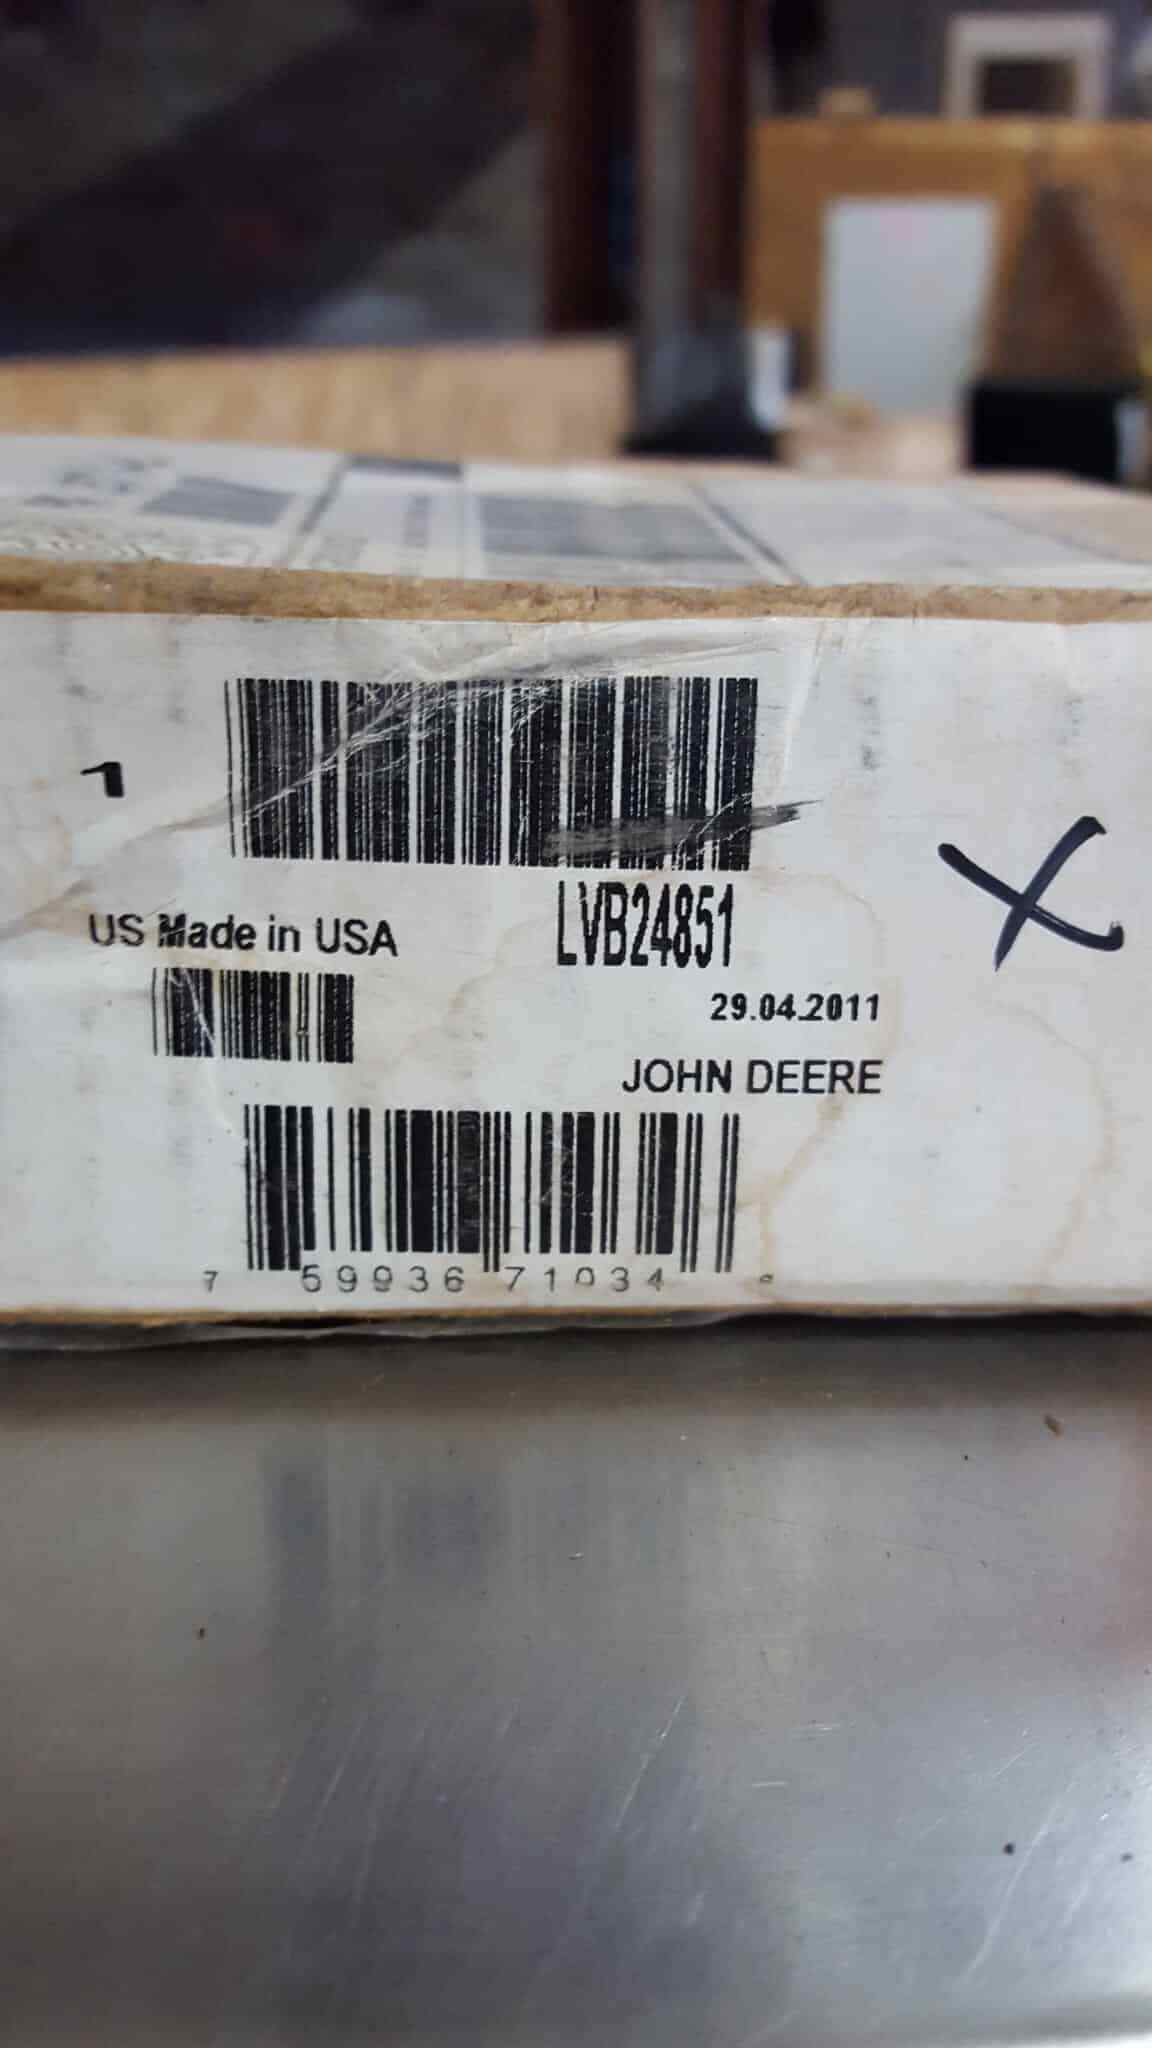 1
US Made in USA
LVB24851
29.04.2011
JOHN DEERE
7 59936 71034